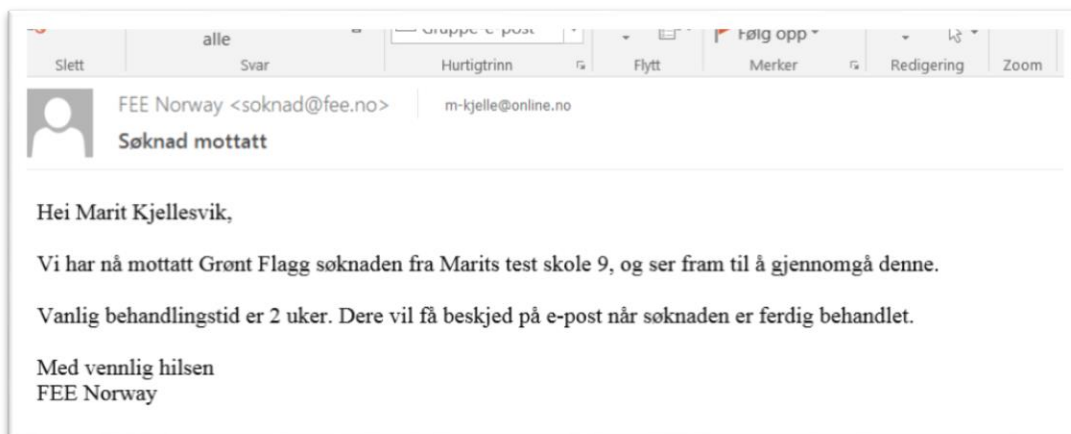 alle
Gruppe-e-post
Følg opp
Slett
Svar
Hurtigtrinn
Flytt
Merker
Redigering
Zoom
FEE Norway <soknad@fee.no>
m-kjelle@online.no
Søknad mottatt
Hei Marit Kjellesvik,
Vi har nå mottatt Grønt Flagg søknaden fra Marits test skole 9, og ser fram til å gjennomgå denne.
Vanlig behandlingstid er 2 uker. Dere vil få beskjed på e-post når søknaden er ferdig behandlet.
Med vennlig hilsen
FEE Norway